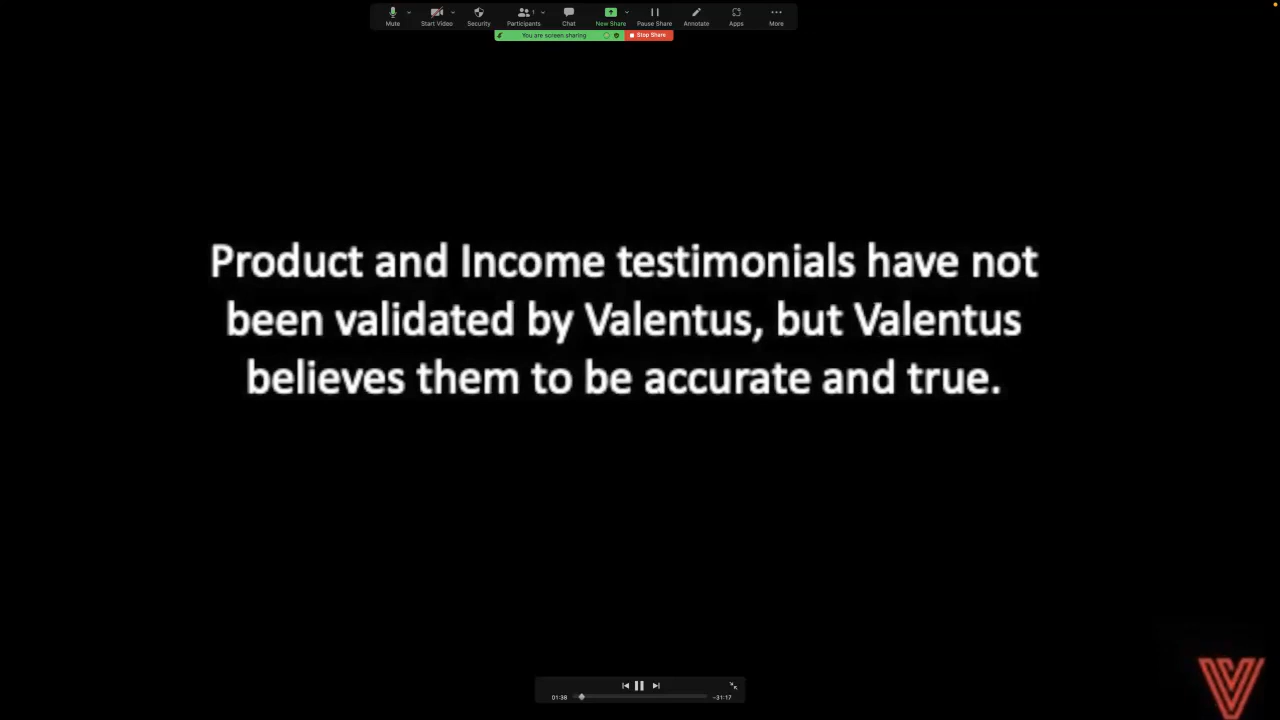 Mute
Start Video
Security
Participants
1
Chat
New Share
Pause Share
Annotate
Apps
More
You are screen sharing
Stop Share
Product and Income testimonials have not
been validated by Valentus, but Valentus
believes them to be accurate and true.
01:38
-31:17